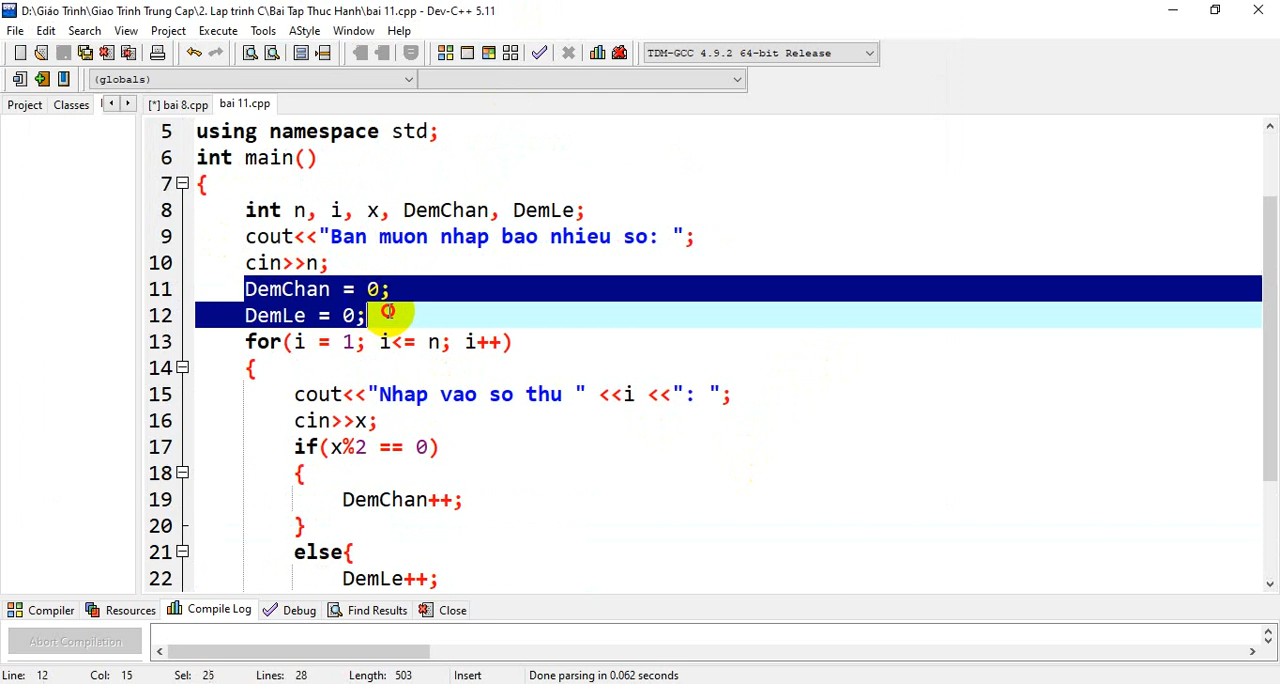 D:\Giáo Trình\Giao Trinh Trung Cap\2. Lap trinh C\Bai Tap Thuc Hanh\bai 11.cpp - Dev-C++ 5.11
File Edit Search View Project Execute Tools AStyle Window Help
TDM-GCC 4.9.2 64-bit Release
(globals)
Project Classes [*] bai 8.cpp bai 11.cpp
5 using namespace std;
6 int main()
7 {
8 int n, i, x, DemChan, DemLe;
9 cout<<"Ban muon nhap bao nhieu so: ";
10 cin>>n;
11 DemChan = 0;
12 DemLe = 0;
13 for(i = 1; i<= n; i++)
14 {
15 cout<<"Nhap vao so thu " <<i <<": ";
16 cin>>x;
17 if(x%2 == 0)
18 {
19 DemChan++;
20 }
21 else{
22 DemLe++;
Compiler Resources Compile Log Debug Find Results Close
Abort Compilation
Line: 12 Col: 15 Sel: 25 Lines: 28 Length: 503 Insert Done parsing in 0.062 seconds